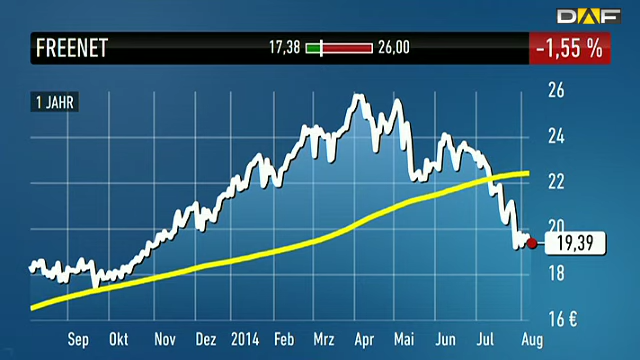 DAF
FREENET 17,38 26,00 -1,55 %
1 JAHR
26
24
22
20
19,39
18
16 €
Sep Okt Nov Dez 2014 Feb Mrz Apr Mai Jun Jul Aug